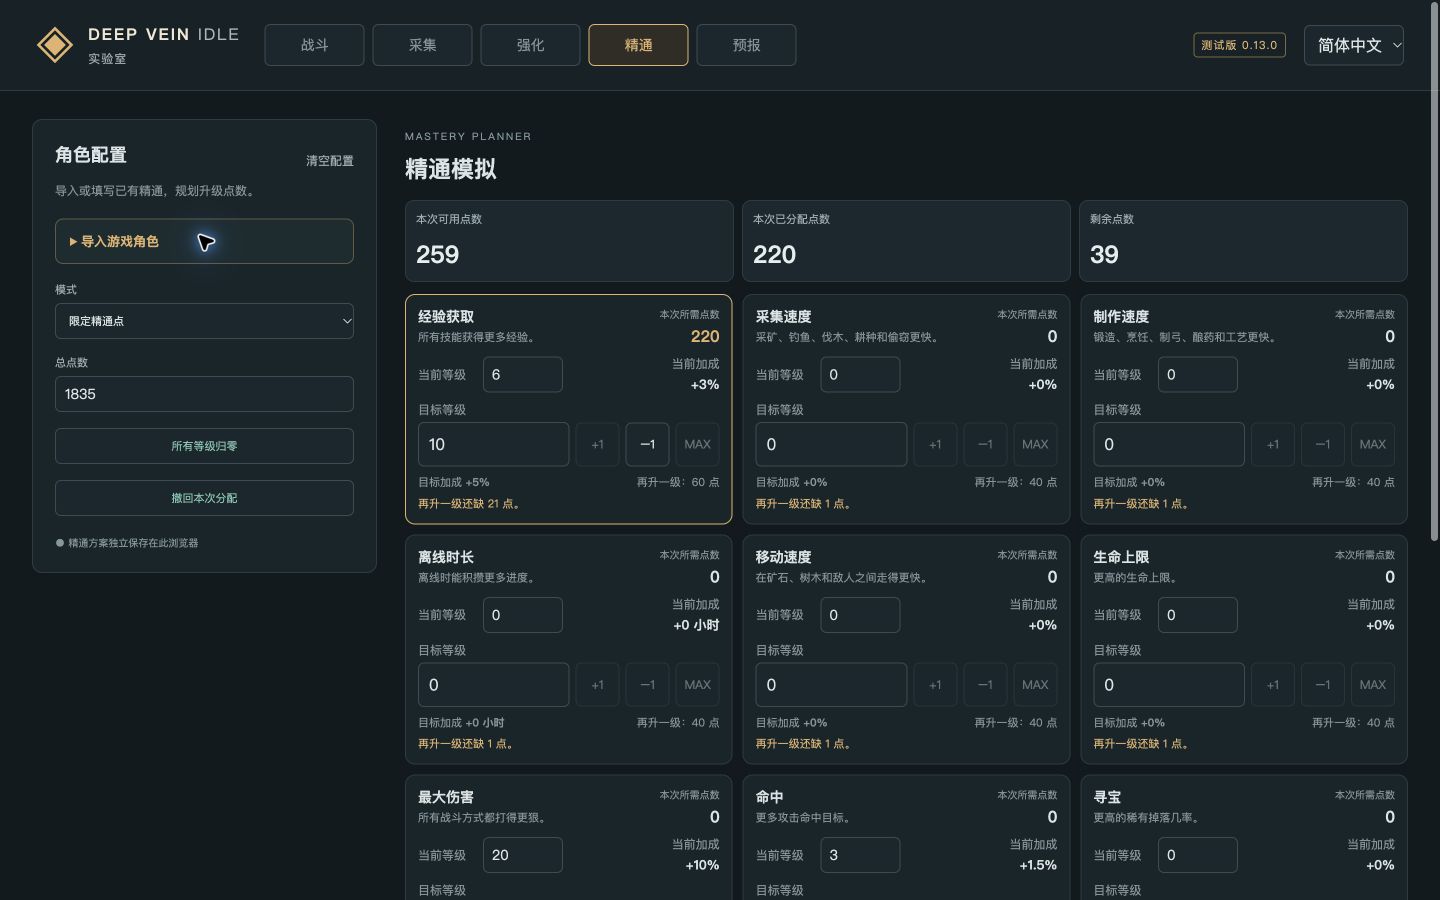 DEEP VEIN IDLE
实验室
战斗
采集
强化
精通
预报
测试版 0.13.0
简体中文
角色配置
清空配置
导入或填写已有精通，规划升级点数。
▶ 导入游戏角色
模式
限定精通点
总点数
1835
所有等级归零
撤回本次分配
精通方案独立保存在此浏览器
MASTERY PLANNER
精通模拟
本次可用点数
259
本次已分配点数
220
剩余点数
39
经验获取
本次所需点数
所有技能获得更多经验。
220
当前等级
6
当前加成
+3%
目标等级
10
+1
−1
MAX
目标加成 +5%
再升一级：60 点
再升一级还缺 21 点。
采集速度
本次所需点数
采矿、钓鱼、伐木、耕种和偷窃更快。
0
当前等级
0
当前加成
+0%
目标等级
0
+1
−1
MAX
目标加成 +0%
再升一级：40 点
再升一级还缺 1 点。
制作速度
本次所需点数
锻造、烹饪、制弓、酿药和工艺更快。
0
当前等级
0
当前加成
+0%
目标等级
0
+1
−1
MAX
目标加成 +0%
再升一级：40 点
再升一级还缺 1 点。
离线时长
本次所需点数
离线时能积攒更多进度。
0
当前等级
0
当前加成
+0 小时
目标等级
0
+1
−1
MAX
目标加成 +0 小时
再升一级：40 点
再升一级还缺 1 点。
移动速度
本次所需点数
在矿石、树木和敌人之间走得更快。
0
当前等级
0
当前加成
+0%
目标等级
0
+1
−1
MAX
目标加成 +0%
再升一级：40 点
再升一级还缺 1 点。
生命上限
本次所需点数
更高的生命上限。
0
当前等级
0
当前加成
+0%
目标等级
0
+1
−1
MAX
目标加成 +0%
再升一级：40 点
再升一级还缺 1 点。
最大伤害
本次所需点数
所有战斗方式都打得更狠。
0
当前等级
20
当前加成
+10%
目标等级
命中
本次所需点数
更多攻击命中目标。
0
当前等级
3
当前加成
+1.5%
目标等级
寻宝
本次所需点数
更高的稀有掉落几率。
0
当前等级
0
当前加成
+0%
目标等级